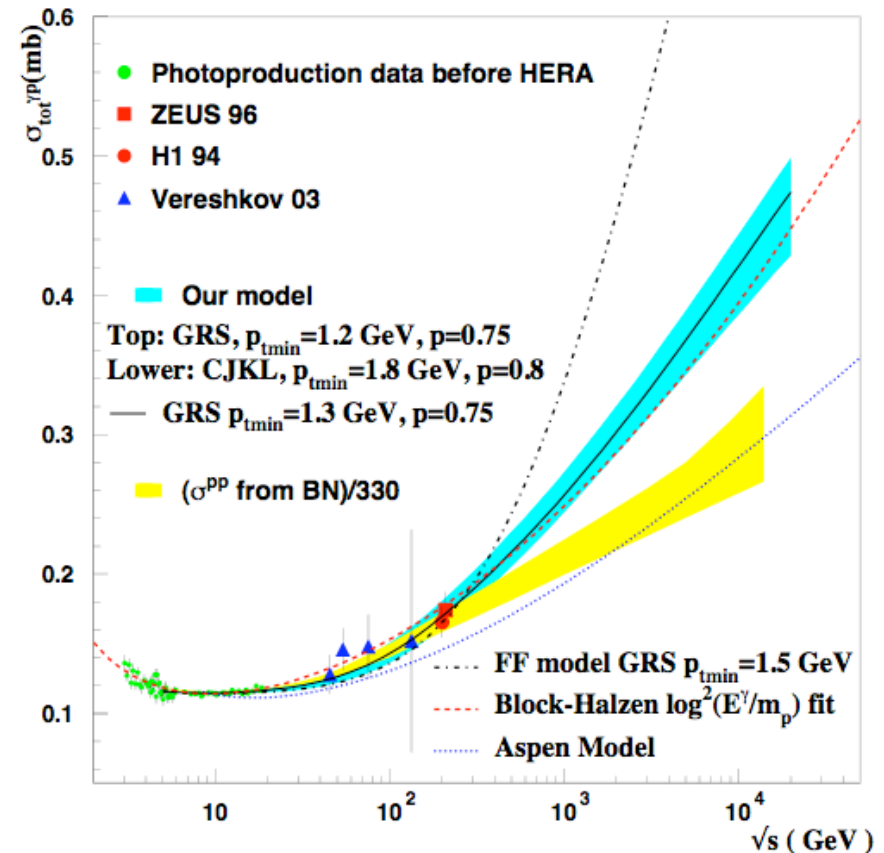 σtot^γp(mb)
0.6
0.5
0.4
0.3
0.2
0.1
Photoproduction data before HERA
ZEUS 96
H1 94
Vereshkov 03
Our model
Top: GRS, ptmin=1.2 GeV, p=0.75
Lower: CJKL, ptmin=1.8 GeV, p=0.8
GRS ptmin=1.3 GeV, p=0.75
(σ^pp from BN)/330
FF model GRS ptmin=1.5 GeV
Block-Halzen log²(E^γ/mp) fit
Aspen Model
10 10² 10³ 10⁴
√s ( GeV )